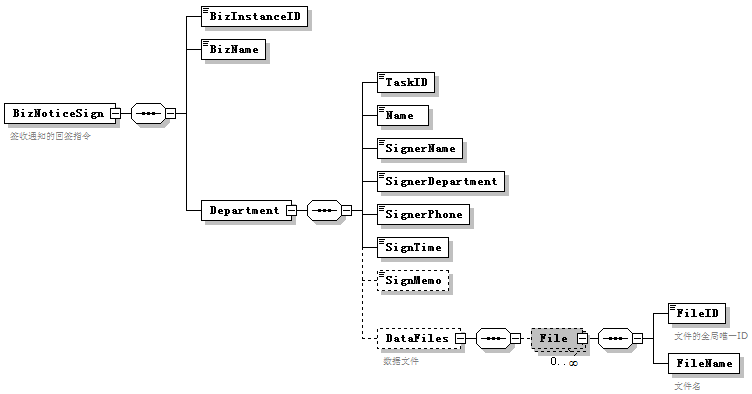 BizInstanceID
BizName
BizNoticeSign
签收通知的回签指令
Department
TaskID
Name
SignerName
SignerDepartment
SignerPhone
SignTime
SignMemo
DataFiles
数据文件
File
0..∞
FileID
文件的全局唯一ID
FileName
文件名